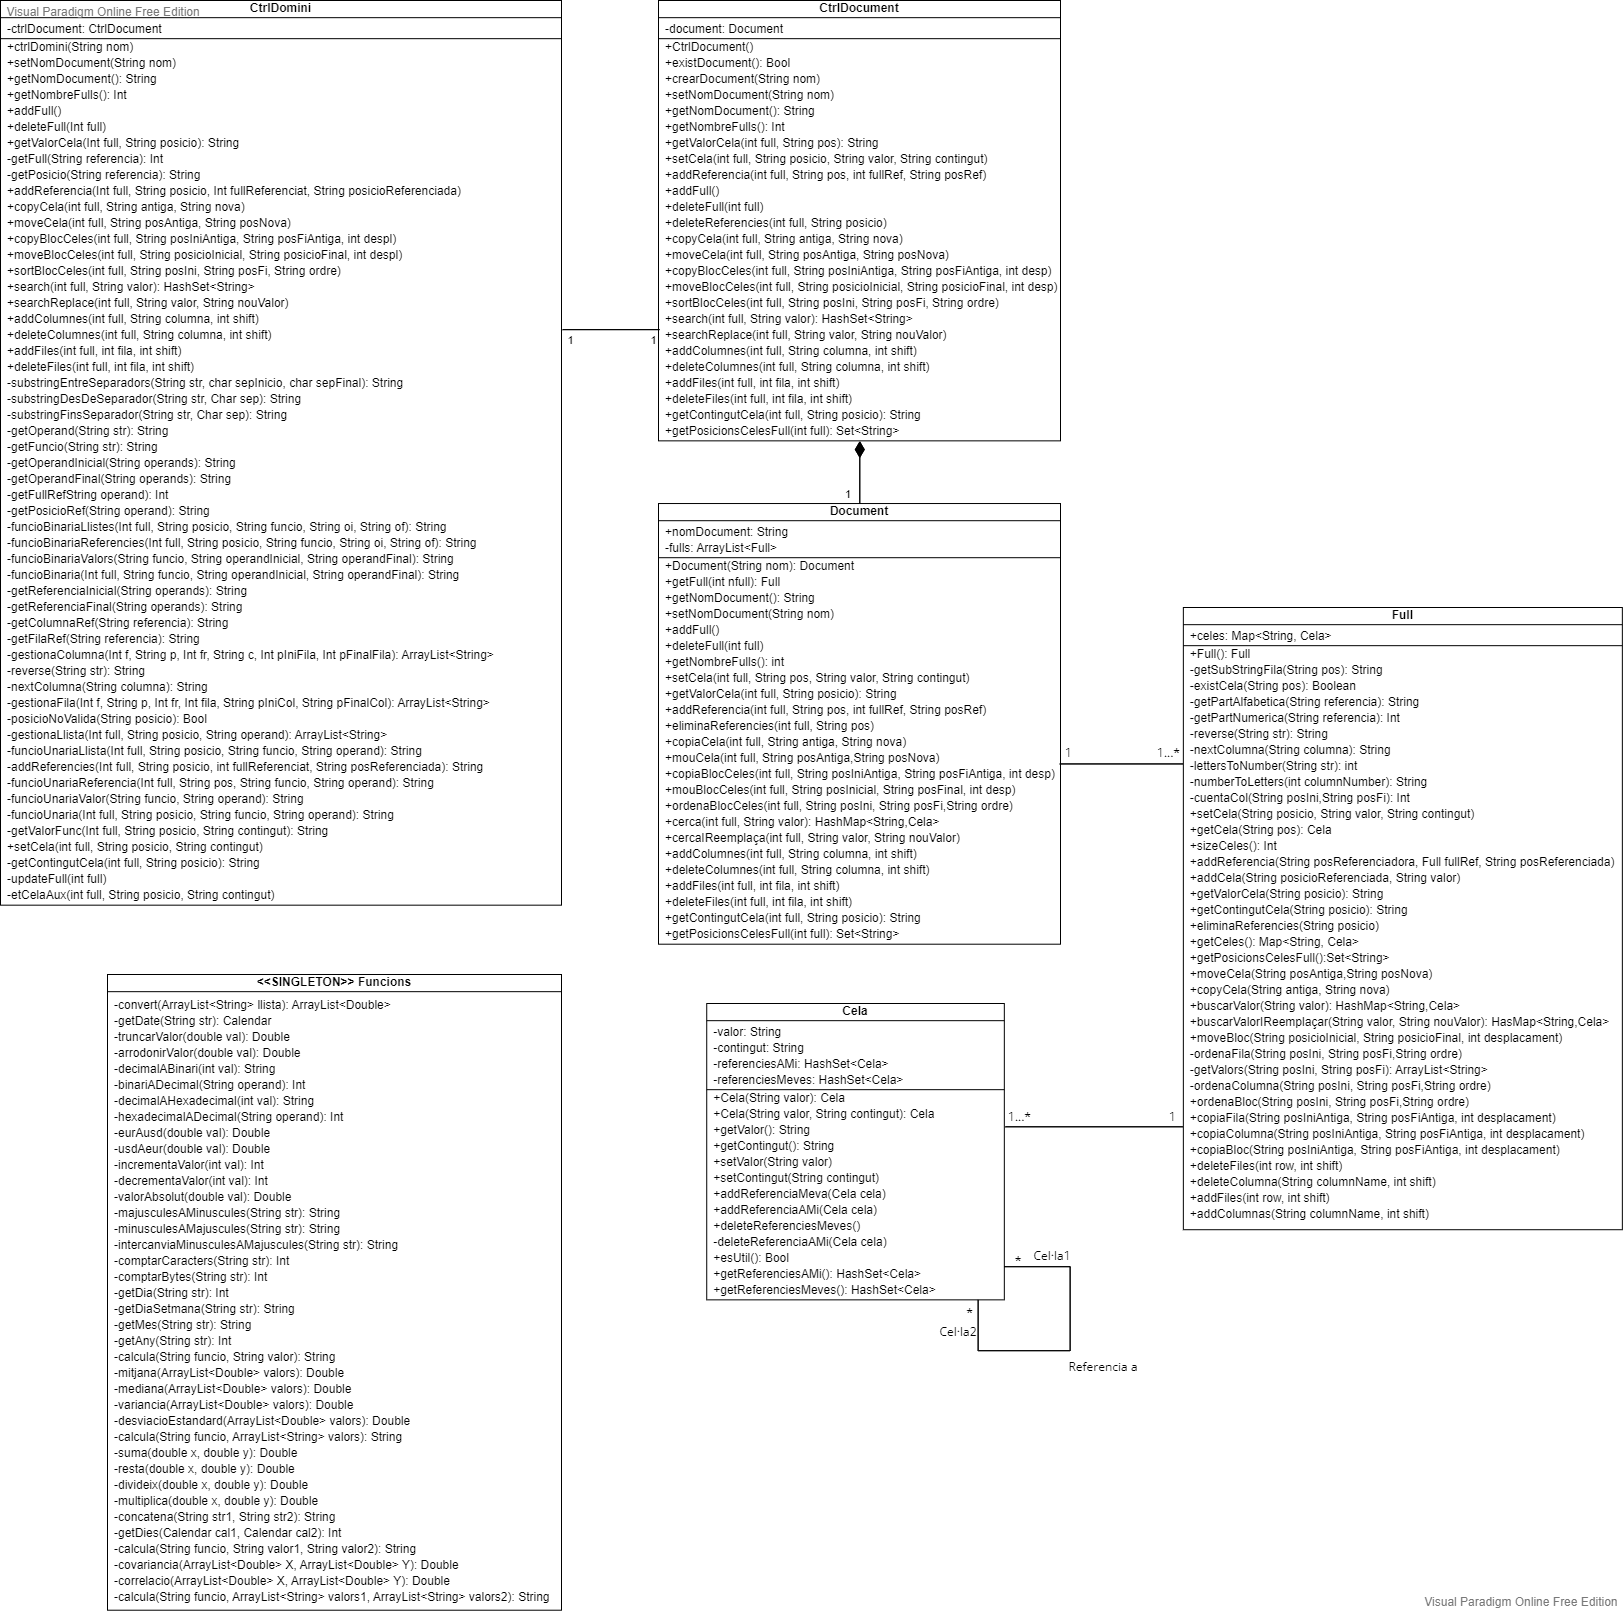 Visual Paradigm Online Free Edition
CtrlDomini
-ctrlDocument: CtrlDocument
+ctrlDomini(String nom)
+setNomDocument(String nom)
+getNomDocument(): String
+getNombreFulls(): Int
+addFull()
+deleteFull(Int full)
+getValorCela(Int full, String posicio): String
-getFull(String referencia): Int
-getPosicio(String referencia): String
+addReferencia(Int full, String posicio, Int fullReferenciat, String posicioReferenciada)
+copyCela(int full, String antiga, String nova)
+moveCela(int full, String posAntiga, String posNova)
+copyBlocCeles(int full, String posIniAntiga, String posFiAntiga, int despl)
+moveBlocCeles(int full, String posicioInicial, String posicioFinal, int despl)
+sortBlocCeles(int full, String posIni, String posFi, String ordre)
+search(int full, String valor): HashSet<String>
+searchReplace(int full, String valor, String nouValor)
+addColumnes(int full, String columna, int shift)
+deleteColumnes(int full, String columna, int shift)
+addFiles(int full, int fila, int shift)
+deleteFiles(int full, int fila, int shift)
-substringEntreSeparadors(String str, char sepInicio, char sepFinal): String
-substringDesDeSeparador(String str, Char sep): String
-substringFinsSeparador(String str, Char sep): String
-getOperand(String str): String
-getFuncio(String str): String
-getOperandInicial(String operands): String
-getOperandFinal(String operands): String
-getFullRefString operand): Int
-getPosicioRef(String operand): String
-funcioBinariaLlistes(Int full, String posicio, String funcio, String oi, String of): String
-funcioBinariaReferencies(Int full, String posicio, String funcio, String oi, String of): String
-funcioBinariaValors(String funcio, String operandInicial, String operandFinal): String
-funcioBinaria(Int full, String funcio, String operandInicial, String operandFinal): String
-getReferenciaInicial(String operands): String
-getReferenciaFinal(String operands): String
-getColumnaRef(String referencia): String
-getFilaRef(String referencia): String
-gestionaColumna(Int f, String p, Int fr, String c, Int pIniFila, Int pFinalFila): ArrayList<String>
-reverse(String str): String
-nextColumna(String columna): String
-gestionaFila(Int f, String p, Int fr, Int fila, String pIniCol, String pFinalCol): ArrayList<String>
-posicioNoValida(String posicio): Bool
-gestionaLlista(Int full, String posicio, String operand): ArrayList<String>
-funcioUnariaLlista(Int full, String posicio, String funcio, String operand): String
-addReferencies(Int full, String posicio, int fullReferenciat, String posReferenciada): String
-funcioUnariaReferencia(Int full, String pos, String funcio, String operand): String
-funcioUnariaValor(String funcio, String operand): String
-funcioUnaria(Int full, String posicio, String funcio, String operand): String
-getValorFunc(Int full, String posicio, String contingut): String
+setCela(int full, String posicio, String contingut)
-getContingutCela(int full, String posicio): String
-updateFull(int full)
-etCelaAux(int full, String posicio, String contingut)
1
1
CtrlDocument
-document: Document
+CtrlDocument()
+existDocument(): Bool
+crearDocument(String nom)
+setNomDocument(String nom)
+getNomDocument(): String
+getNombreFulls(): Int
+getValorCela(int full, String pos): String
+setCela(int full, String posicio, String valor, String contingut)
+addReferencia(int full, String pos, int fullRef, String posRef)
+addFull()
+deleteFull(int full)
+deleteReferencies(int full, String posicio)
+copyCela(int full, String antiga, String nova)
+moveCela(int full, String posAntiga, String posNova)
+copyBlocCeles(int full, String posIniAntiga, String posFiAntiga, int desp)
+moveBlocCeles(int full, String posicioInicial, String posicioFinal, int desp)
+sortBlocCeles(int full, String posIni, String posFi, String ordre)
+search(int full, String valor): HashSet<String>
+searchReplace(int full, String valor, String nouValor)
+addColumnes(int full, String columna, int shift)
+deleteColumnes(int full, String columna, int shift)
+addFiles(int full, int fila, int shift)
+deleteFiles(int full, int fila, int shift)
+getContingutCela(int full, String posicio): String
+getPosicionsCelesFull(int full): Set<String>
1
Document
+nomDocument: String
-fulls: ArrayList<Full>
+Document(String nom): Document
+getFull(int nfull): Full
+getNomDocument(): String
+setNomDocument(String nom)
+addFull()
+deleteFull(int full)
+getNombreFulls(): int
+setCela(int full, String pos, String valor, String contingut)
+getValorCela(int full, String posicio): String
+addReferencia(int full, String pos, int fullRef, String posRef)
+eliminaReferencies(int full, String pos)
+copiaCela(int full, String antiga, String nova)
+mouCela(int full, String posAntiga,String posNova)
+copiaBlocCeles(int full, String posIniAntiga, String posFiAntiga, int desp)
+mouBlocCeles(int full, String posInicial, String posFinal, int desp)
+ordenaBlocCeles(int full, String posIni, String posFi,String ordre)
+cerca(int full, String valor): HashMap<String,Cela>
+cercaIReemplaça(int full, String valor, String nouValor)
+addColumnes(int full, String columna, int shift)
+deleteColumnes(int full, String columna, int shift)
+addFiles(int full, int fila, int shift)
+deleteFiles(int full, int fila, int shift)
+getContingutCela(int full, String posicio): String
+getPosicionsCelesFull(int full): Set<String>
1
1...*
Full
+celes: Map<String, Cela>
+Full(): Full
-getSubStringFila(String pos): String
-existCela(String pos): Boolean
-getPartAlfabetica(String referencia): String
-getPartNumerica(String referencia): Int
-reverse(String str): String
-nextColumna(String columna): String
-lettersToNumber(String str): int
-numberToLetters(int columnNumber): String
-cuentaCol(String posIni,String posFi): Int
+setCela(String posicio, String valor, String contingut)
+getCela(String pos): Cela
+sizeCeles(): Int
+addReferencia(String posReferenciadora, Full fullRef, String posReferenciada)
+addCela(String posicioReferenciada, String valor)
+getValorCela(String posicio): String
+getContingutCela(String posicio): String
+eliminaReferencies(String posicio)
+getCeles(): Map<String, Cela>
+getPosicionsCelesFull():Set<String>
+moveCela(String posAntiga,String posNova)
+copyCela(String antiga, String nova)
+buscarValor(String valor): HashMap<String,Cela>
+buscarValorIReemplaçar(String valor, String nouValor): HasMap<String,Cela>
+moveBloc(String posicioInicial, String posicioFinal, int desplacament)
-ordenaFila(String posIni, String posFi,String ordre)
-getValors(String posIni, String posFi): ArrayList<String>
-ordenaColumna(String posIni, String posFi,String ordre)
+ordenaBloc(String posIni, String posFi,String ordre)
+copiaFila(String posIniAntiga, String posFiAntiga, int desplacament)
+copiaColumna(String posIniAntiga, String posFiAntiga, int desplacament)
+copiaBloc(String posIniAntiga, String posFiAntiga, int desplacament)
+deleteFiles(int row, int shift)
+deleteColumna(String columnName, int shift)
+addFiles(int row, int shift)
+addColumnas(String columnName, int shift)
<<SINGLETON>> Funcions
-convert(ArrayList<String> llista): ArrayList<Double>
-getDate(String str): Calendar
-truncarValor(double val): Double
-arrodonirValor(double val): Double
-decimalABinari(int val): String
-binariADecimal(String operand): Int
-decimalAHexadecimal(int val): String
-hexadecimalADecimal(String operand): Int
-eurAusd(double val): Double
-usdAeur(double val): Double
-incrementaValor(int val): Int
-decrementaValor(int val): Int
-valorAbsolut(double val): Double
-majusculesAMinuscules(String str): String
-minusculesAMajuscules(String str): String
-intercanviaMinusculesAMajuscules(String str): String
-comptarCaracters(String str): Int
-comptarBytes(String str): Int
-getDia(String str): Int
-getDiaSetmana(String str): String
-getMes(String str): String
-getAny(String str): Int
-calcula(String funcio, String valor): String
-mitjana(ArrayList<Double> valors): Double
-mediana(ArrayList<Double> valors): Double
-variancia(ArrayList<Double> valors): Double
-desviacioEstandard(ArrayList<Double> valors): Double
-calcula(String funcio, ArrayList<String> valors): String
-suma(double x, double y): Double
-resta(double x, double y): Double
-divideix(double x, double y): Double
-multiplica(double x, double y): Double
-concatena(String str1, String str2): String
-getDies(Calendar cal1, Calendar cal2): Int
-calcula(String funcio, String valor1, String valor2): String
-covariancia(ArrayList<Double> X, ArrayList<Double> Y): Double
-correlacio(ArrayList<Double> X, ArrayList<Double> Y): Double
-calcula(String funcio, ArrayList<String> valors1, ArrayList<String> valors2): String
Cela
-valor: String
-contingut: String
-referenciesAMi: HashSet<Cela>
-referenciesMeves: HashSet<Cela>
+Cela(String valor): Cela
+Cela(String valor, String contingut): Cela
+getValor(): String
+getContingut(): String
+setValor(String valor)
+setContingut(String contingut)
+addReferenciaMeva(Cela cela)
+addReferenciaAMi(Cela cela)
+deleteReferenciesMeves()
-deleteReferenciaAMi(Cela cela)
+esUtil(): Bool
+getReferenciesAMi(): HashSet<Cela>
+getReferenciesMeves(): HashSet<Cela>
1...*
1
* Cel·la1
*
Cel·la2
Referencia a
Visual Paradigm Online Free Edition